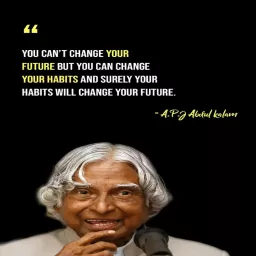 “
YOU CAN'T CHANGE YOUR
FUTURE BUT YOU CAN CHANGE
YOUR HABITS AND SURELY YOUR
HABITS WILL CHANGE YOUR FUTURE.
- A.P.J Abdul kalam